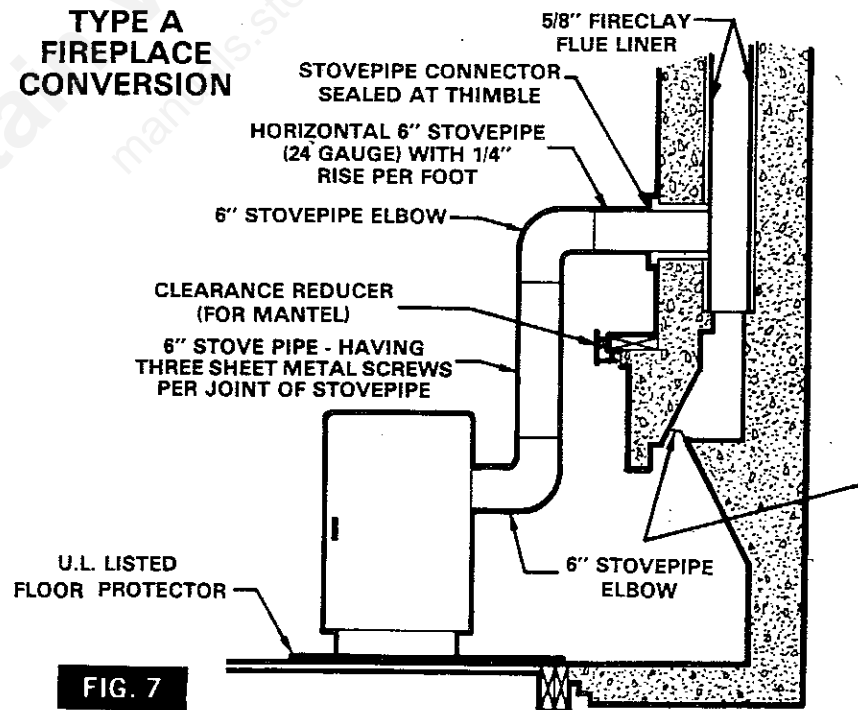 TYPE A
FIREPLACE
CONVERSION
5/8" FIRECLAY
FLUE LINER
STOVEPIPE CONNECTOR
SEALED AT THIMBLE
HORIZONTAL 6" STOVEPIPE
(24 GAUGE) WITH 1/4"
RISE PER FOOT
6" STOVEPIPE ELBOW
CLEARANCE REDUCER
(FOR MANTEL)
6" STOVE PIPE - HAVING
THREE SHEET METAL SCREWS
PER JOINT OF STOVEPIPE
U.L. LISTED
FLOOR PROTECTOR
6" STOVEPIPE
ELBOW
FIG. 7